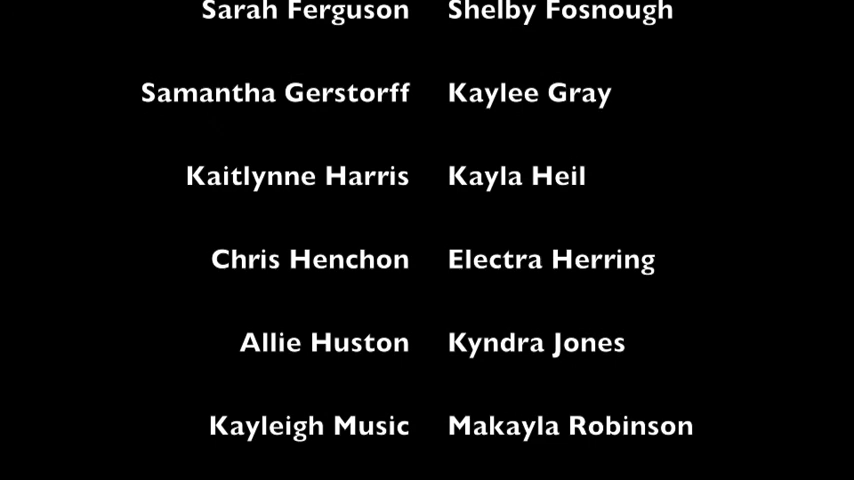 Sarah Ferguson Shelby Fosnough
Samantha Gerstorff Kaylee Gray
Kaitlynne Harris Kayla Heil
Chris Henchon Electra Herring
Allie Huston Kyndra Jones
Kayleigh Music Makayla Robinson